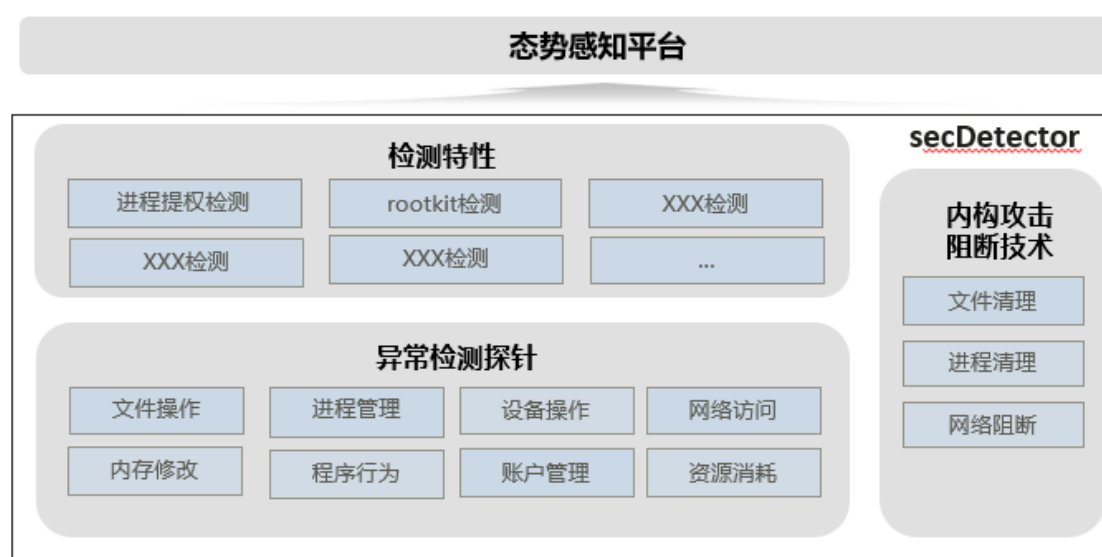 态势感知平台
secDetector
检测特性
进程提权检测
rootkit检测
XXX检测
XXX检测
XXX检测
...
内构攻击
阻断技术
文件清理
进程清理
网络阻断
异常检测探针
文件操作
进程管理
设备操作
网络访问
内存修改
程序行为
账户管理
资源消耗